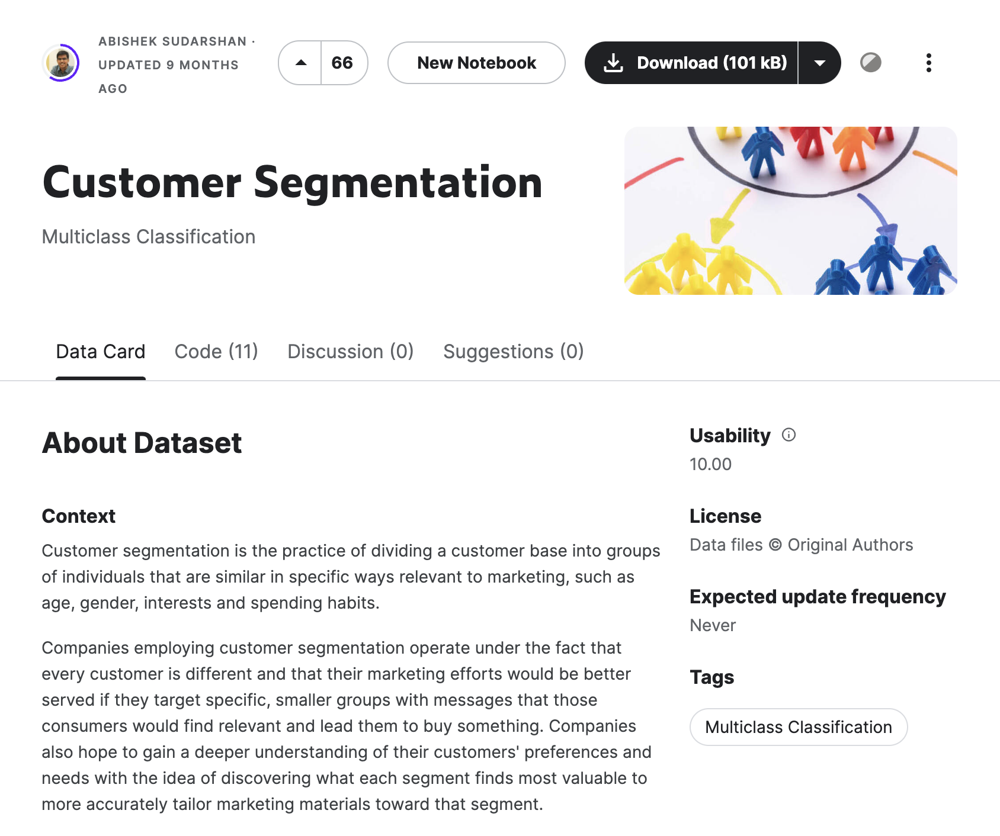 ABISHEK SUDARSHAN ·
UPDATED 9 MONTHS
AGO
66
New Notebook
Download (101 kB)
Customer Segmentation
Multiclass Classification
Data Card
Code (11)
Discussion (0)
Suggestions (0)
About Dataset
Context
Customer segmentation is the practice of dividing a customer base into groups
of individuals that are similar in specific ways relevant to marketing, such as
age, gender, interests and spending habits.
Companies employing customer segmentation operate under the fact that
every customer is different and that their marketing efforts would be better
served if they target specific, smaller groups with messages that those
consumers would find relevant and lead them to buy something. Companies
also hope to gain a deeper understanding of their customers' preferences and
needs with the idea of discovering what each segment finds most valuable to
more accurately tailor marketing materials toward that segment.
Usability
10.00
License
Data files © Original Authors
Expected update frequency
Never
Tags
Multiclass Classification